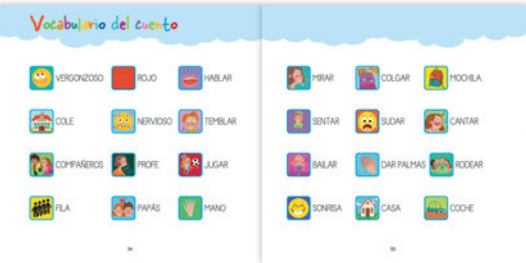 Vocabulario del cuento
VERGONZOSO ROJO HABLAR
COLE NERVIOSO TEMBLAR
COMPAÑEROS PROFE JUGAR
FILA PAPÁS MANO
MIRAR COLGAR MOCHILA
SENTAR SUDAR CANTAR
BAILAR DAR PALMAS RODEAR
SONRISA CASA COCHE